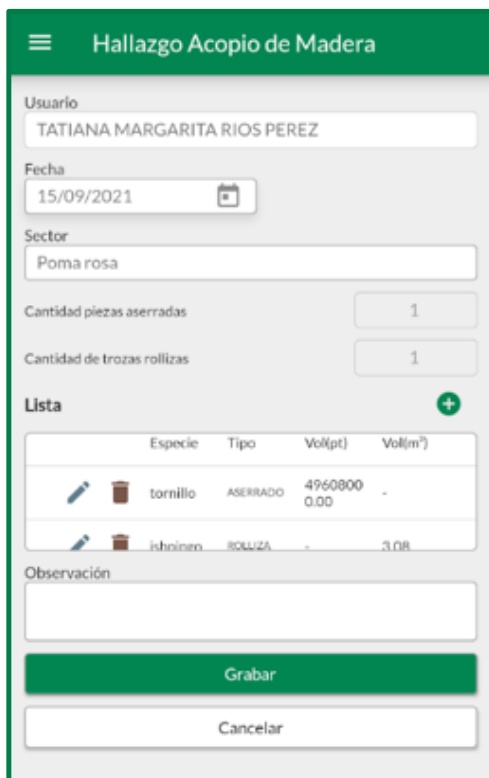 Hallazgo Acopio de Madera
Usuario
TATIANA MARGARITA RIOS PEREZ
Fecha
15/09/2021
Sector
Poma rosa
Cantidad piezas aserradas 1
Cantidad de trozas rollizas 1
Lista
Especie Tipo Vol(pt) Vol(m³)
tornillo ASERRADO 4960800 -
0.00
ishpingo ROLLIZA - 3.08
Observación
Grabar
Cancelar